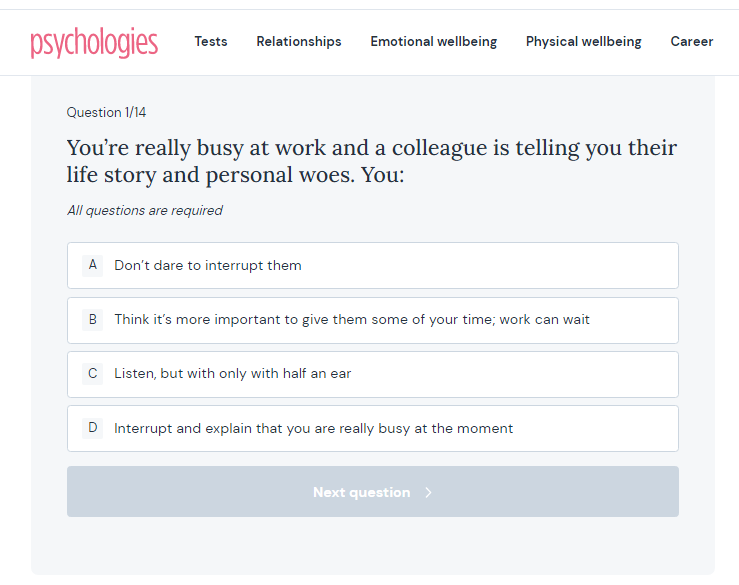 psychologies Tests Relationships Emotional wellbeing Physical wellbeing Career
Question 1/14
You're really busy at work and a colleague is telling you their
life story and personal woes. You:
All questions are required
A Don't dare to interrupt them
B Think it's more important to give them some of your time; work can wait
C Listen, but with only with half an ear
D Interrupt and explain that you are really busy at the moment
Next question